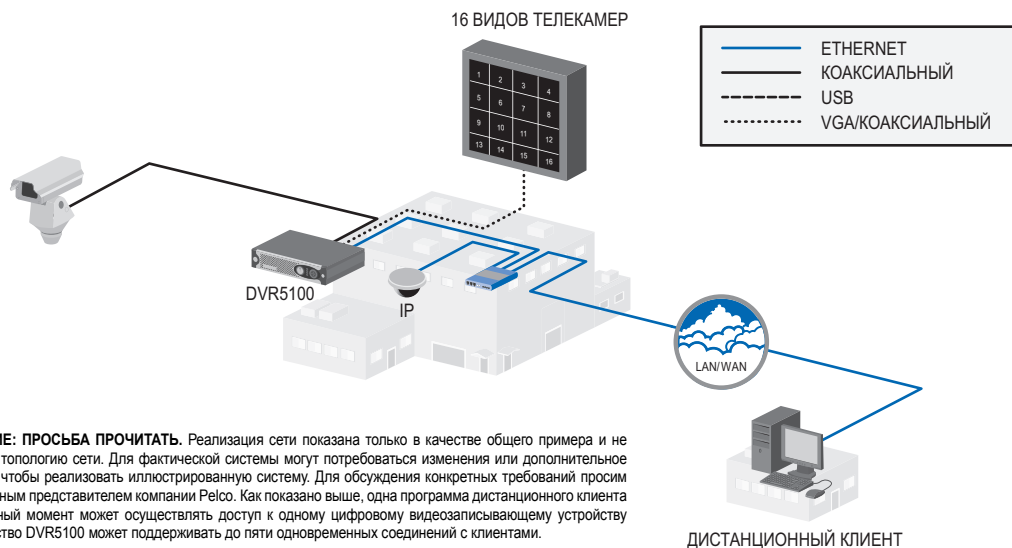 16 ВИДОВ ТЕЛЕКАМЕР
ETHERNET
КОАКСИАЛЬНЫЙ
USB
VGA/КОАКСИАЛЬНЫЙ
1 2 3 4
5 6 7 8
9 10 11 12
13 14 15 16
DVR5100
IP
LAN/WAN
ИЕ: ПРОСЬБА ПРОЧИТАТЬ. Реализация сети показана только в качестве общего примера и не
топологию сети. Для фактической системы могут потребоваться изменения или дополнительное
чтобы реализовать иллюстрированную систему. Для обсуждения конкретных требований просим
ным представителем компании Pelco. Как показано выше, одна программа дистанционного клиента
ный момент может осуществлять доступ к одному цифровому видеозаписывающему устройству
ство DVR5100 может поддерживать до пяти одновременных соединений с клиентами.
ДИСТАНЦИОННЫЙ КЛИЕНТ